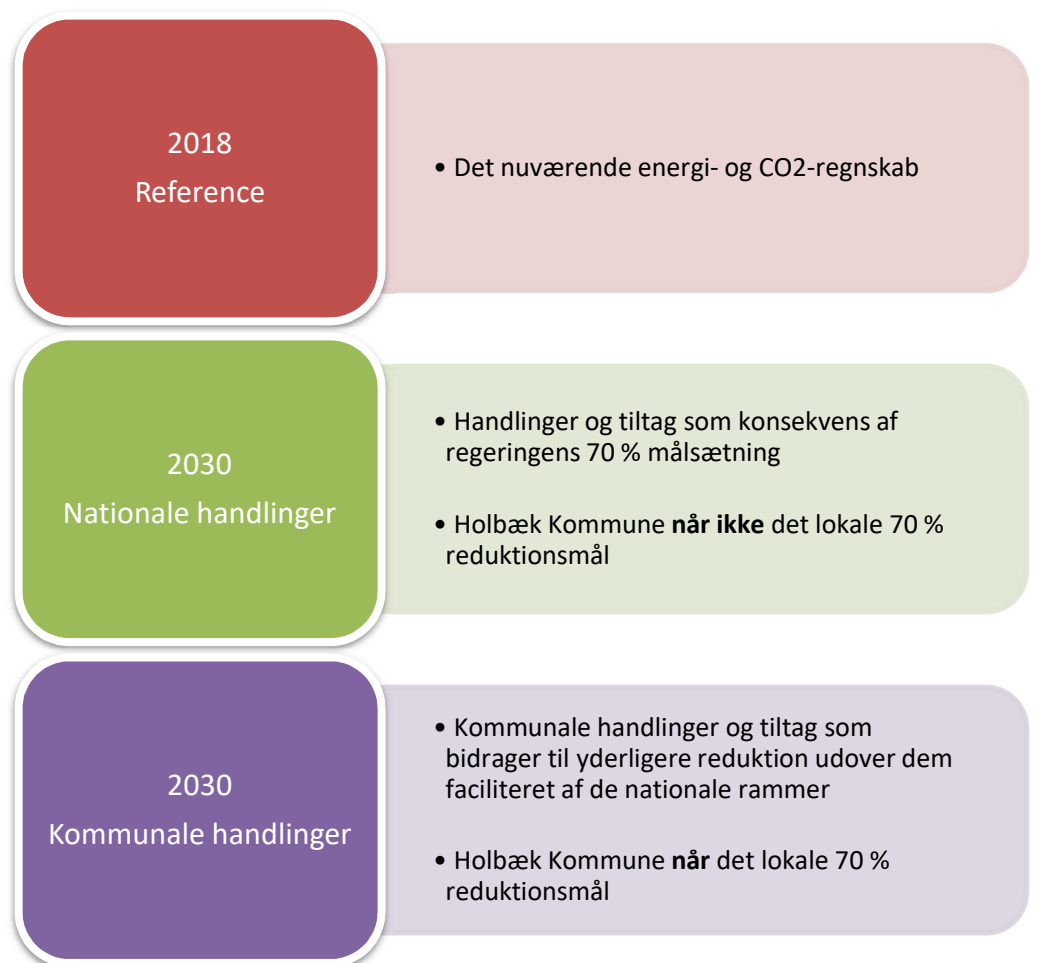 2018
Reference
• Det nuværende energi- og CO2-regnskab
2030
Nationale handlinger
• Handlinger og tiltag som konsekvens af
regeringens 70 % målsætning
• Holbæk Kommune når ikke det lokale 70 %
reduktionsmål
2030
Kommunale handlinger
• Kommunale handlinger og tiltag som
bidrager til yderligere reduktion udover dem
faciliteret af de nationale rammer
• Holbæk Kommune når det lokale 70 %
reduktionsmål